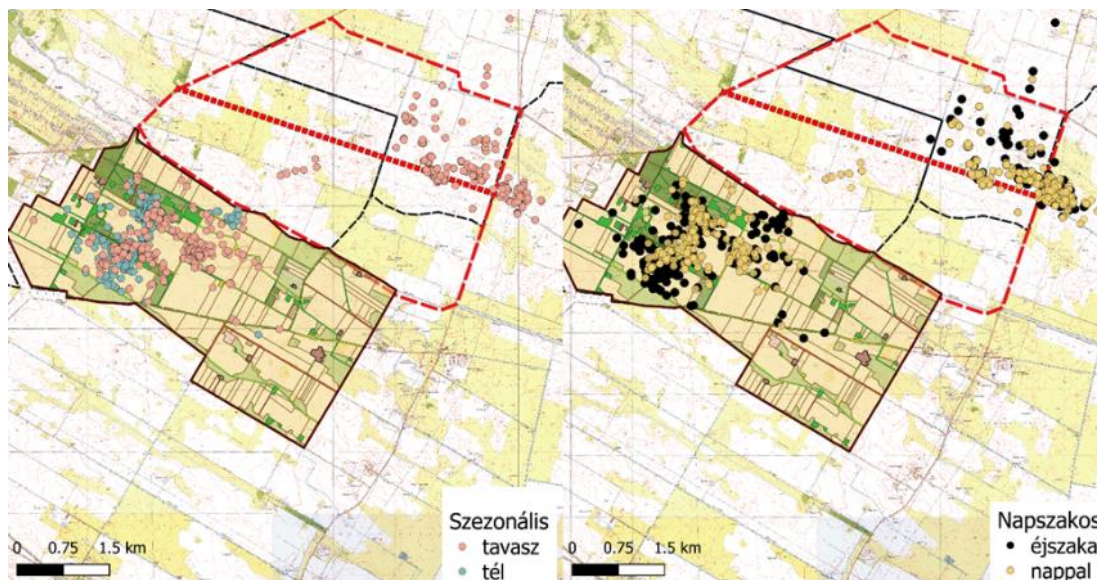 Szezonális
tavasz
tél
0 0.75 1.5 km
Napszakos
éjszaka
nappal
0 0.75 1.5 km